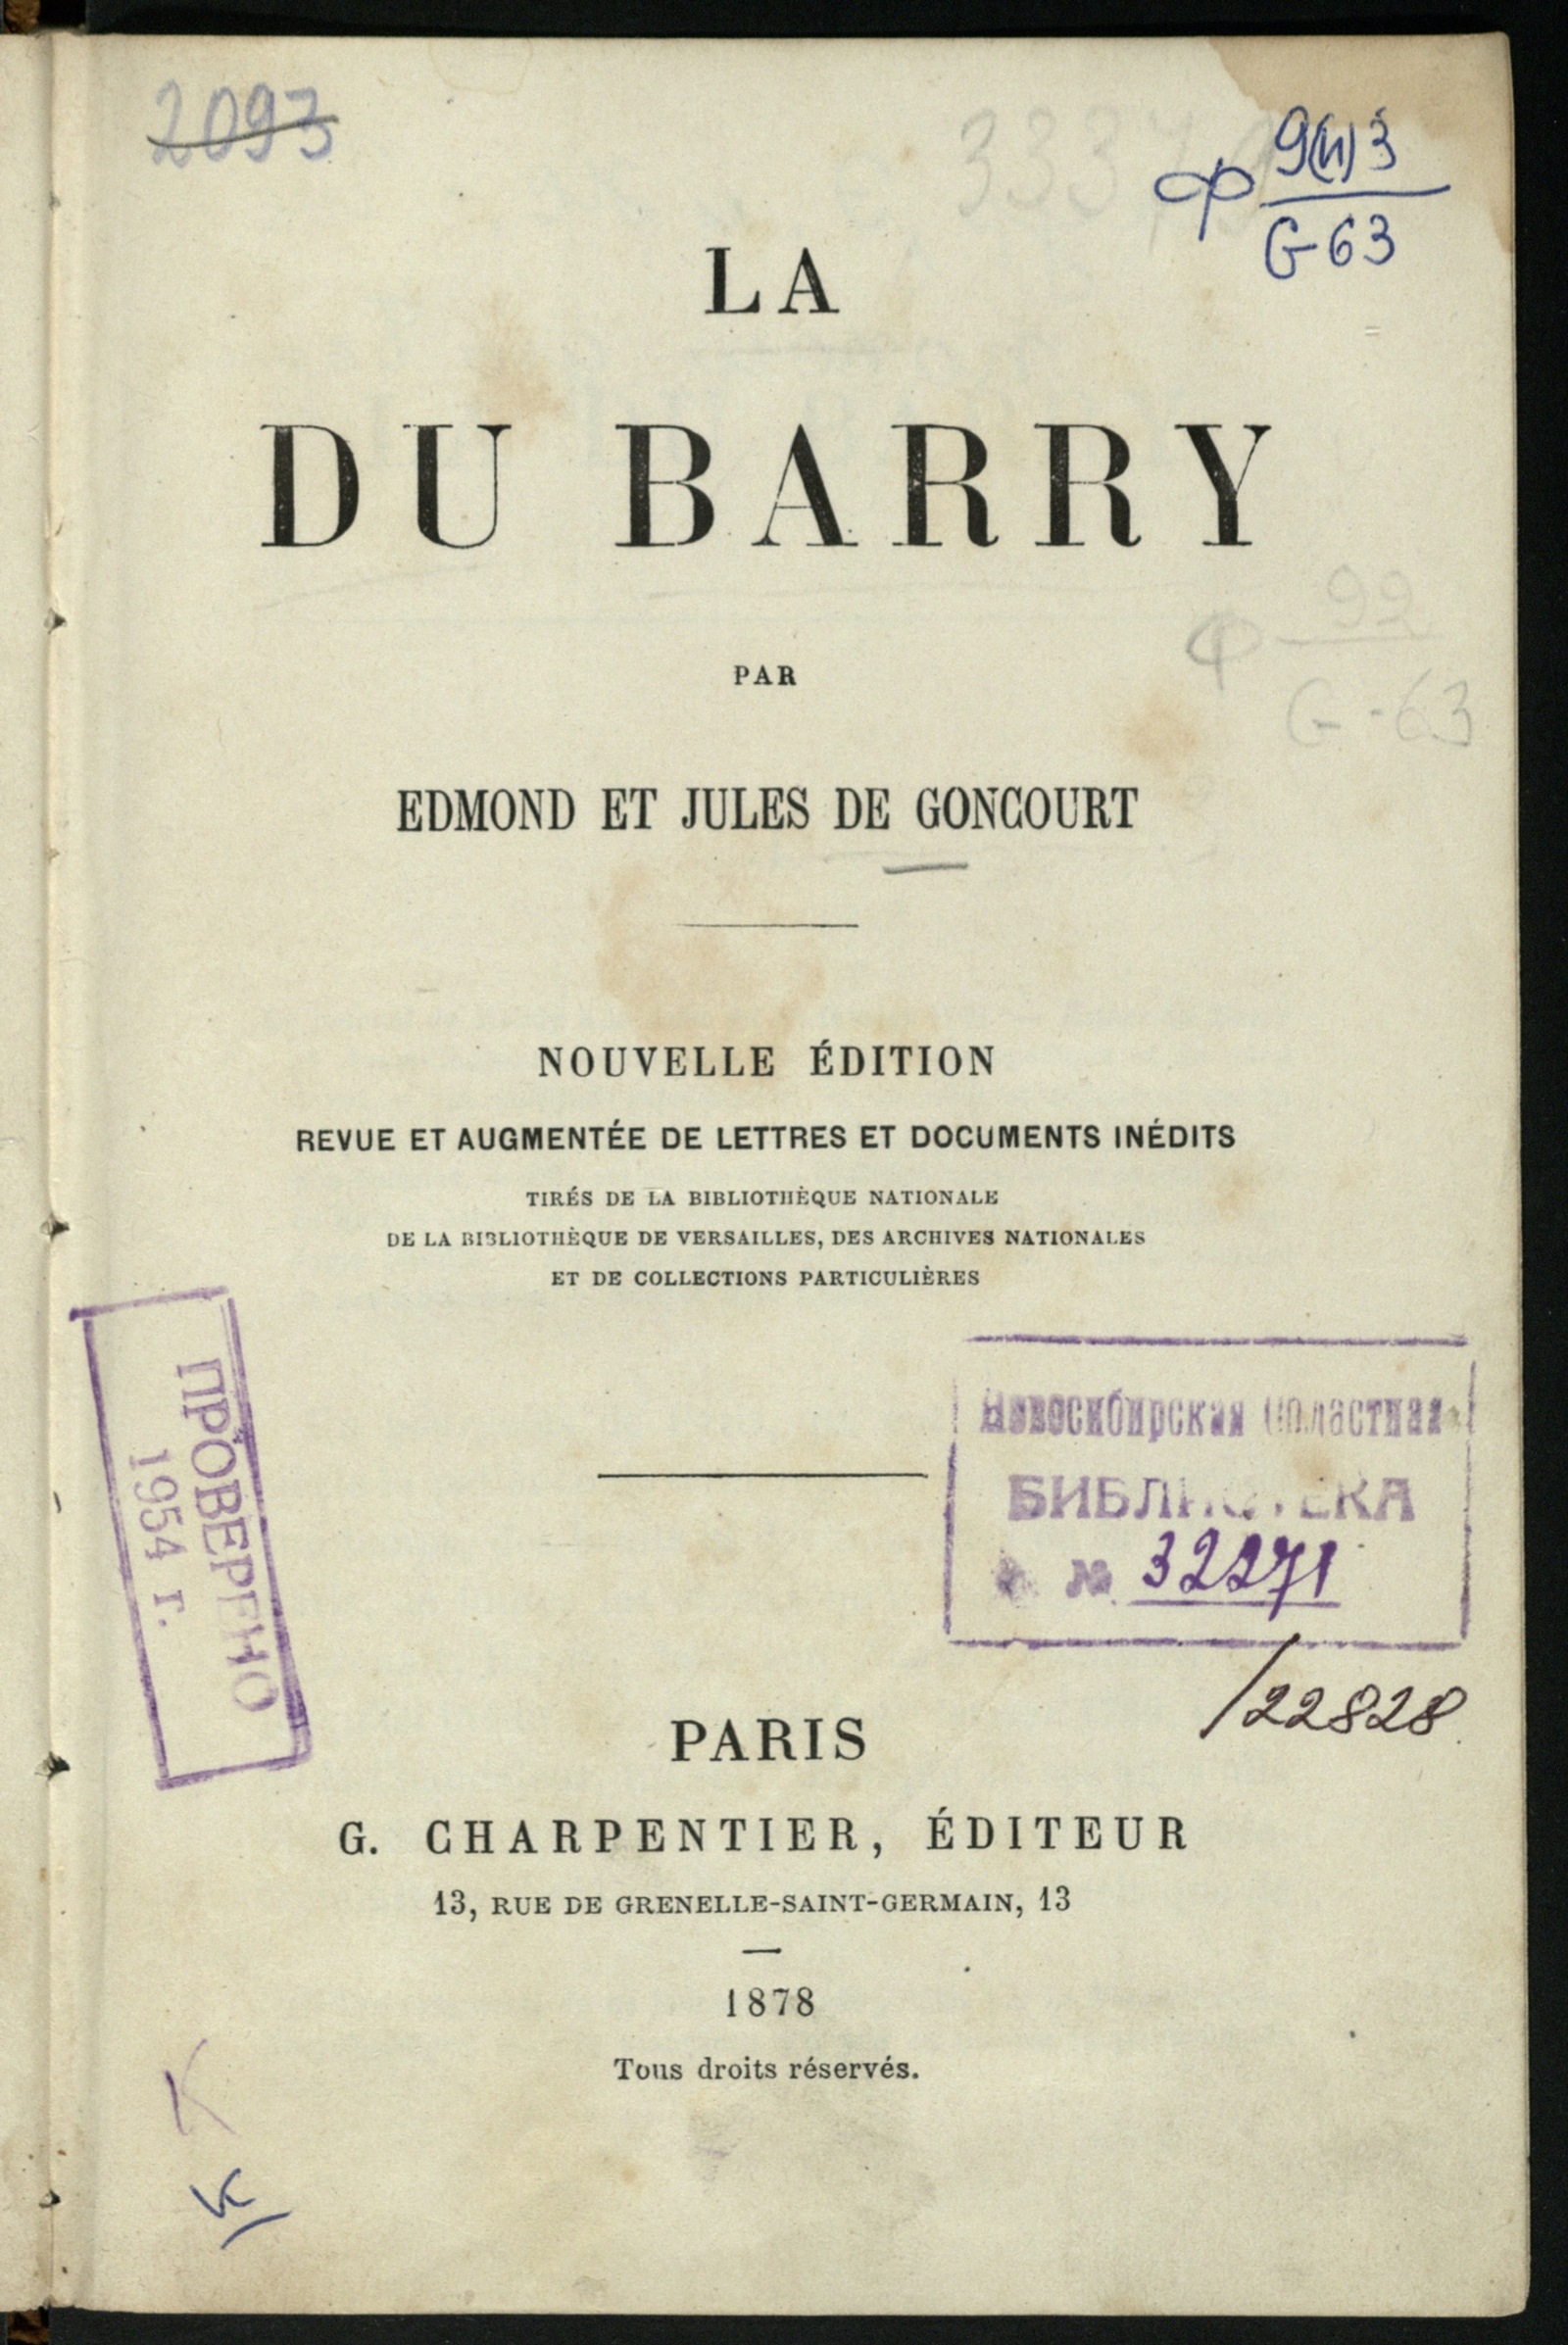 2093
9(И)3
Ф
G-63
LA
DU BARRY
92
Ф
G-63
PAR
EDMOND ET JULES DE GONCOURT
NOUVELLE ÉDITION
REVUE ET AUGMENTÉE DE LETTRES ET DOCUMENTS INÉDITS
TIRÉS DE LA BIBLIOTHÈQUE NATIONALE
DE LA BIBLIOTHÈQUE DE VERSAILLES, DES ARCHIVES NATIONALES
ET DE COLLECTIONS PARTICULIÈRES
ПРОВЕРЕНО
1954 г.
Новосибирская Областная
БИБЛИОТЕКА
№ 32271
122828
PARIS
G. CHARPENTIER, ÉDITEUR
13, RUE DE GRENELLE-SAINT-GERMAIN, 13
1878
Tous droits réservés.
K
K